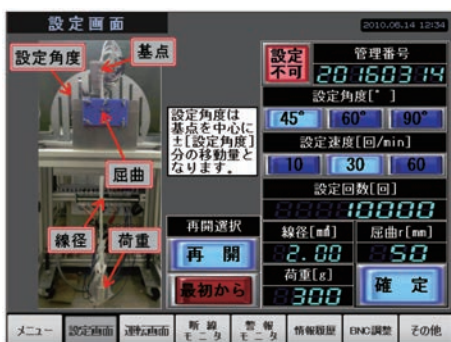 設定画面
2010.06.14 12:34
設定角度
基点
屈曲
線径
荷重
設定角度は
基点を中心に
±[設定角度]
分の移動量と
なります。
再開選択
再 開
最初から
設定
不可
管理番号
20160314
設定角度[°]
45° 60° 90°
設定速度[回/min]
10 30 60
設定回数[回]
10000
線径[㎟] 屈曲r[mm]
2.00 50
荷重[g]
300
確 定
メニュー 設定画面 運転画面 断線モニタ 警報モニタ 情報履歴 BNC調整 その他